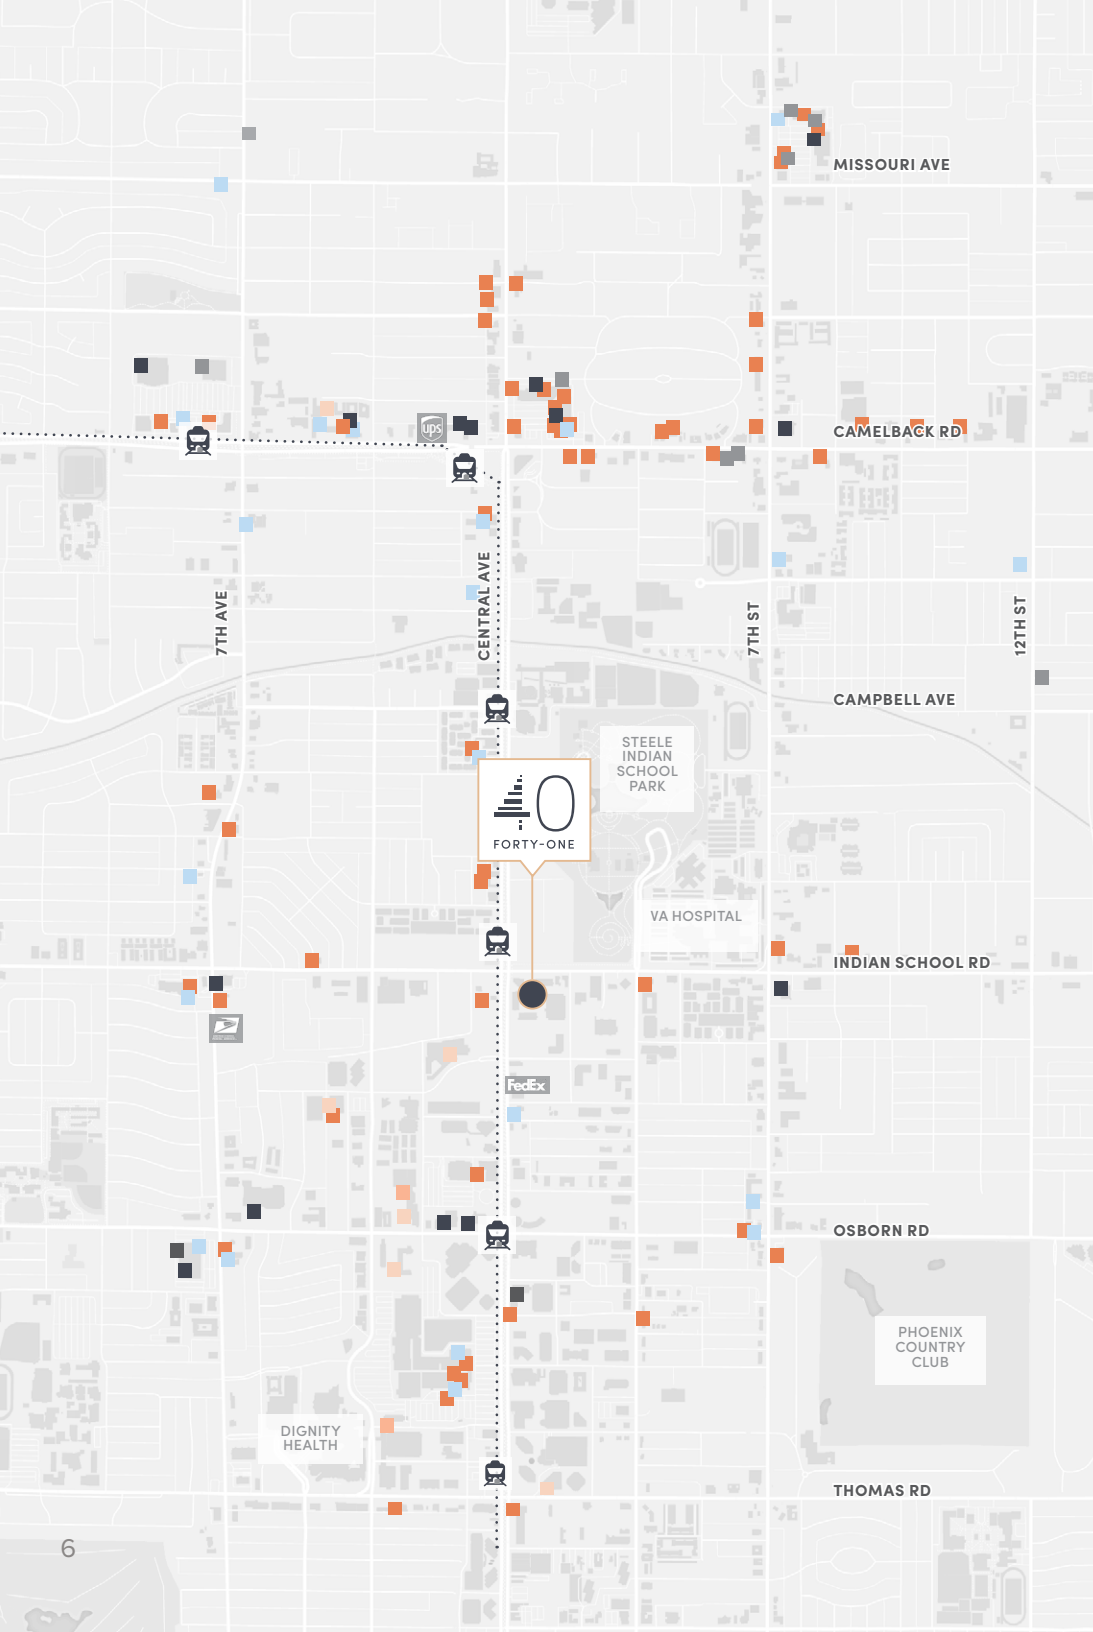 MISSOURI AVE
ups
CAMELBACK RD
7TH AVE
CENTRAL AVE
7TH ST
12TH ST
CAMPBELL AVE
STEELE
INDIAN
SCHOOL
PARK
40
FORTY-ONE
VA HOSPITAL
INDIAN SCHOOL RD
FedEx
OSBORN RD
PHOENIX
COUNTRY
CLUB
DIGNITY
HEALTH
THOMAS RD
6